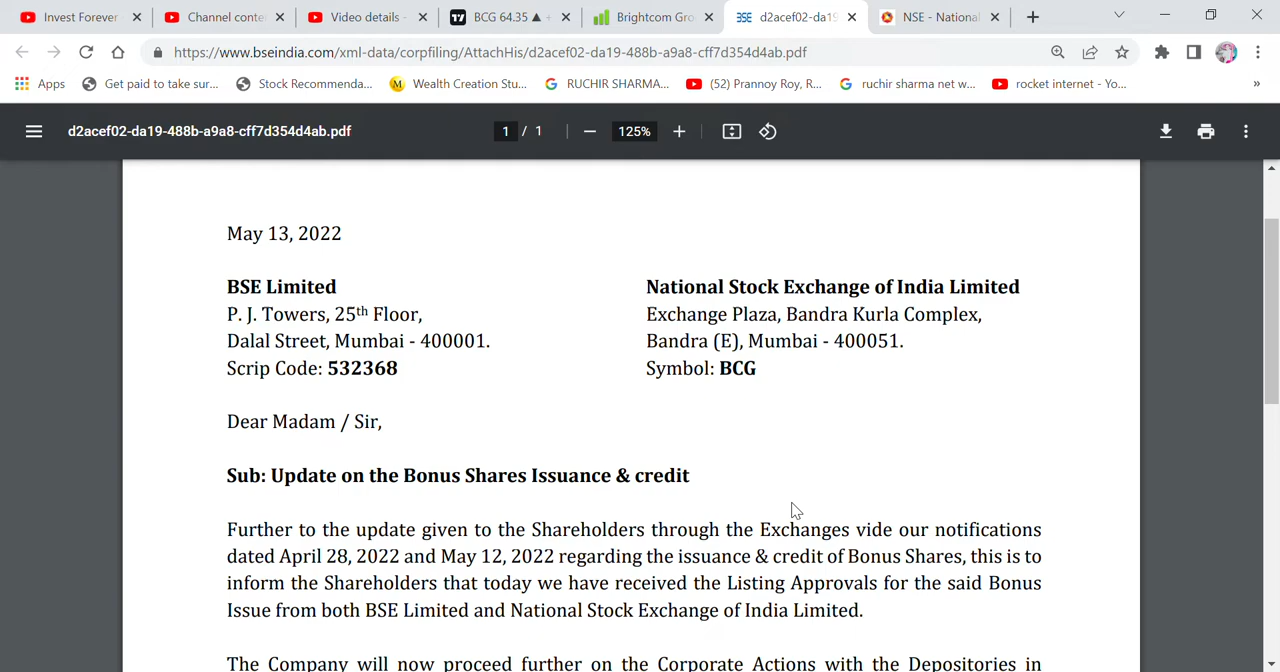 Invest Forever
Channel conte
Video details -
BCG 64.35 ▲ +
Brightcom Gro
d2acef02-da19
NSE - National
https://www.bseindia.com/xml-data/corpfiling/AttachHis/d2acef02-da19-488b-a9a8-cff7d354d4ab.pdf
Apps
Get paid to take sur...
Stock Recommenda...
Wealth Creation Stu...
RUCHIR SHARMA...
(52) Prannoy Roy, R...
ruchir sharma net w...
rocket internet - Yo...
»
d2acef02-da19-488b-a9a8-cff7d354d4ab.pdf
1 / 1
125%
May 13, 2022
BSE Limited
P. J. Towers, 25th Floor,
Dalal Street, Mumbai - 400001.
Scrip Code: 532368
National Stock Exchange of India Limited
Exchange Plaza, Bandra Kurla Complex,
Bandra (E), Mumbai - 400051.
Symbol: BCG
Dear Madam / Sir,
Sub: Update on the Bonus Shares Issuance & credit
Further to the update given to the Shareholders through the Exchanges vide our notifications
dated April 28, 2022 and May 12, 2022 regarding the issuance & credit of Bonus Shares, this is to
inform the Shareholders that today we have received the Listing Approvals for the said Bonus
Issue from both BSE Limited and National Stock Exchange of India Limited.
The Company will now proceed further on the Corporate Actions with the Depositories in